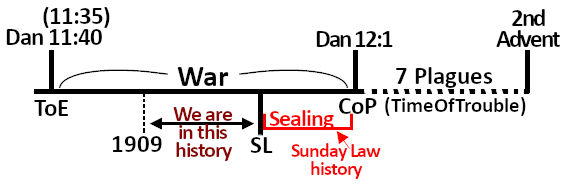 (11:35)
Dan 11:40
War
Dan 12:1
2nd
Advent
7 Plagues
ToE
1909
We are
in this
history
SL
Sealing
CoP
(TimeOfTrouble)
Sunday Law
history